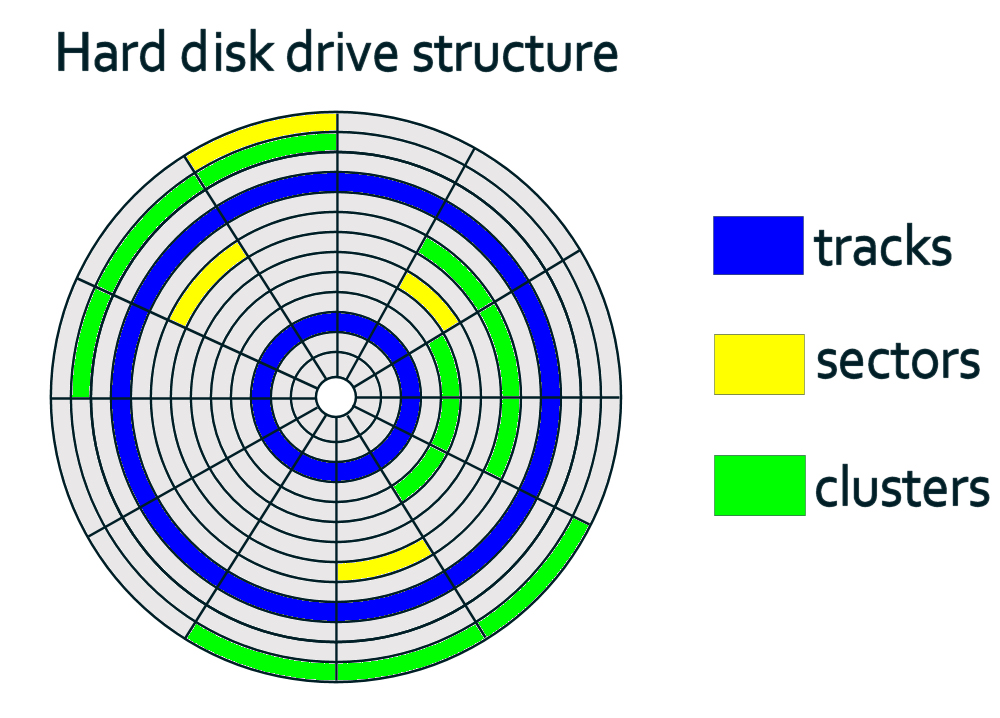 Hard disk drive structure
tracks
sectors
clusters